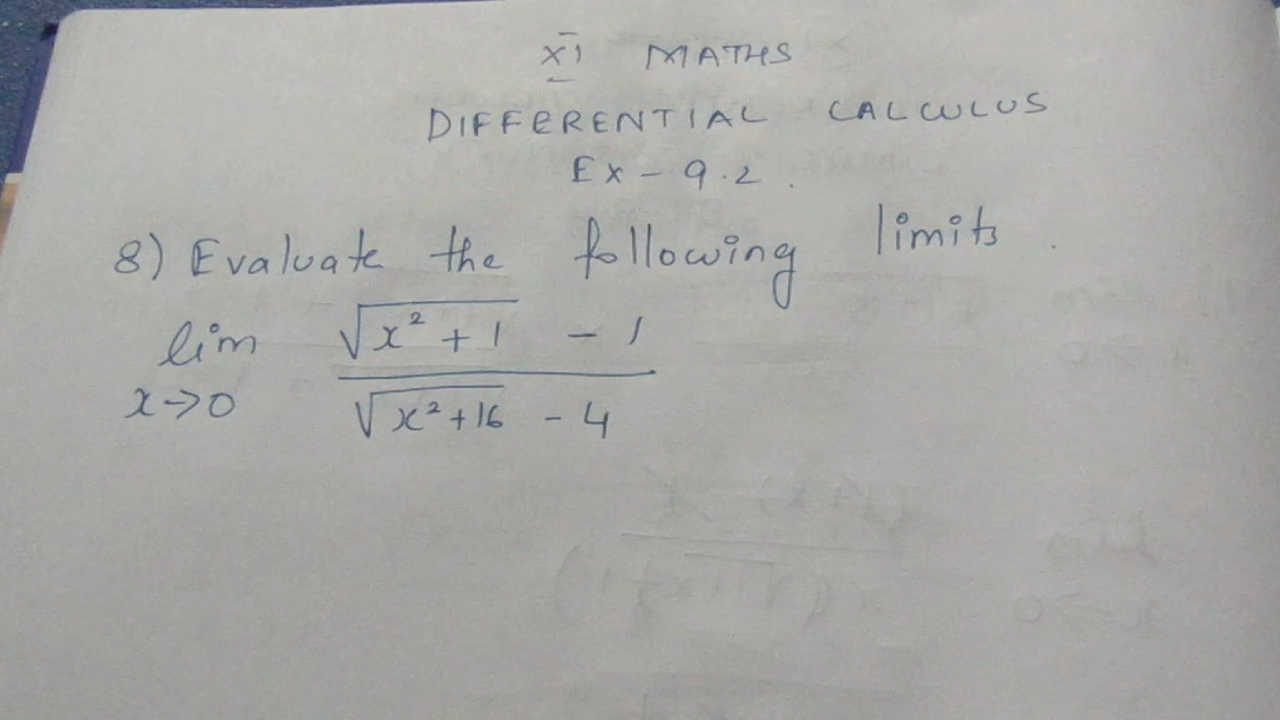 XI MATHS
DIFFERENTIAL CALCULUS
Ex - 9.2.
8) Evaluate the following limits.
lim x→0 (√(x² + 1) - 1) / (√(x²+16) - 4)